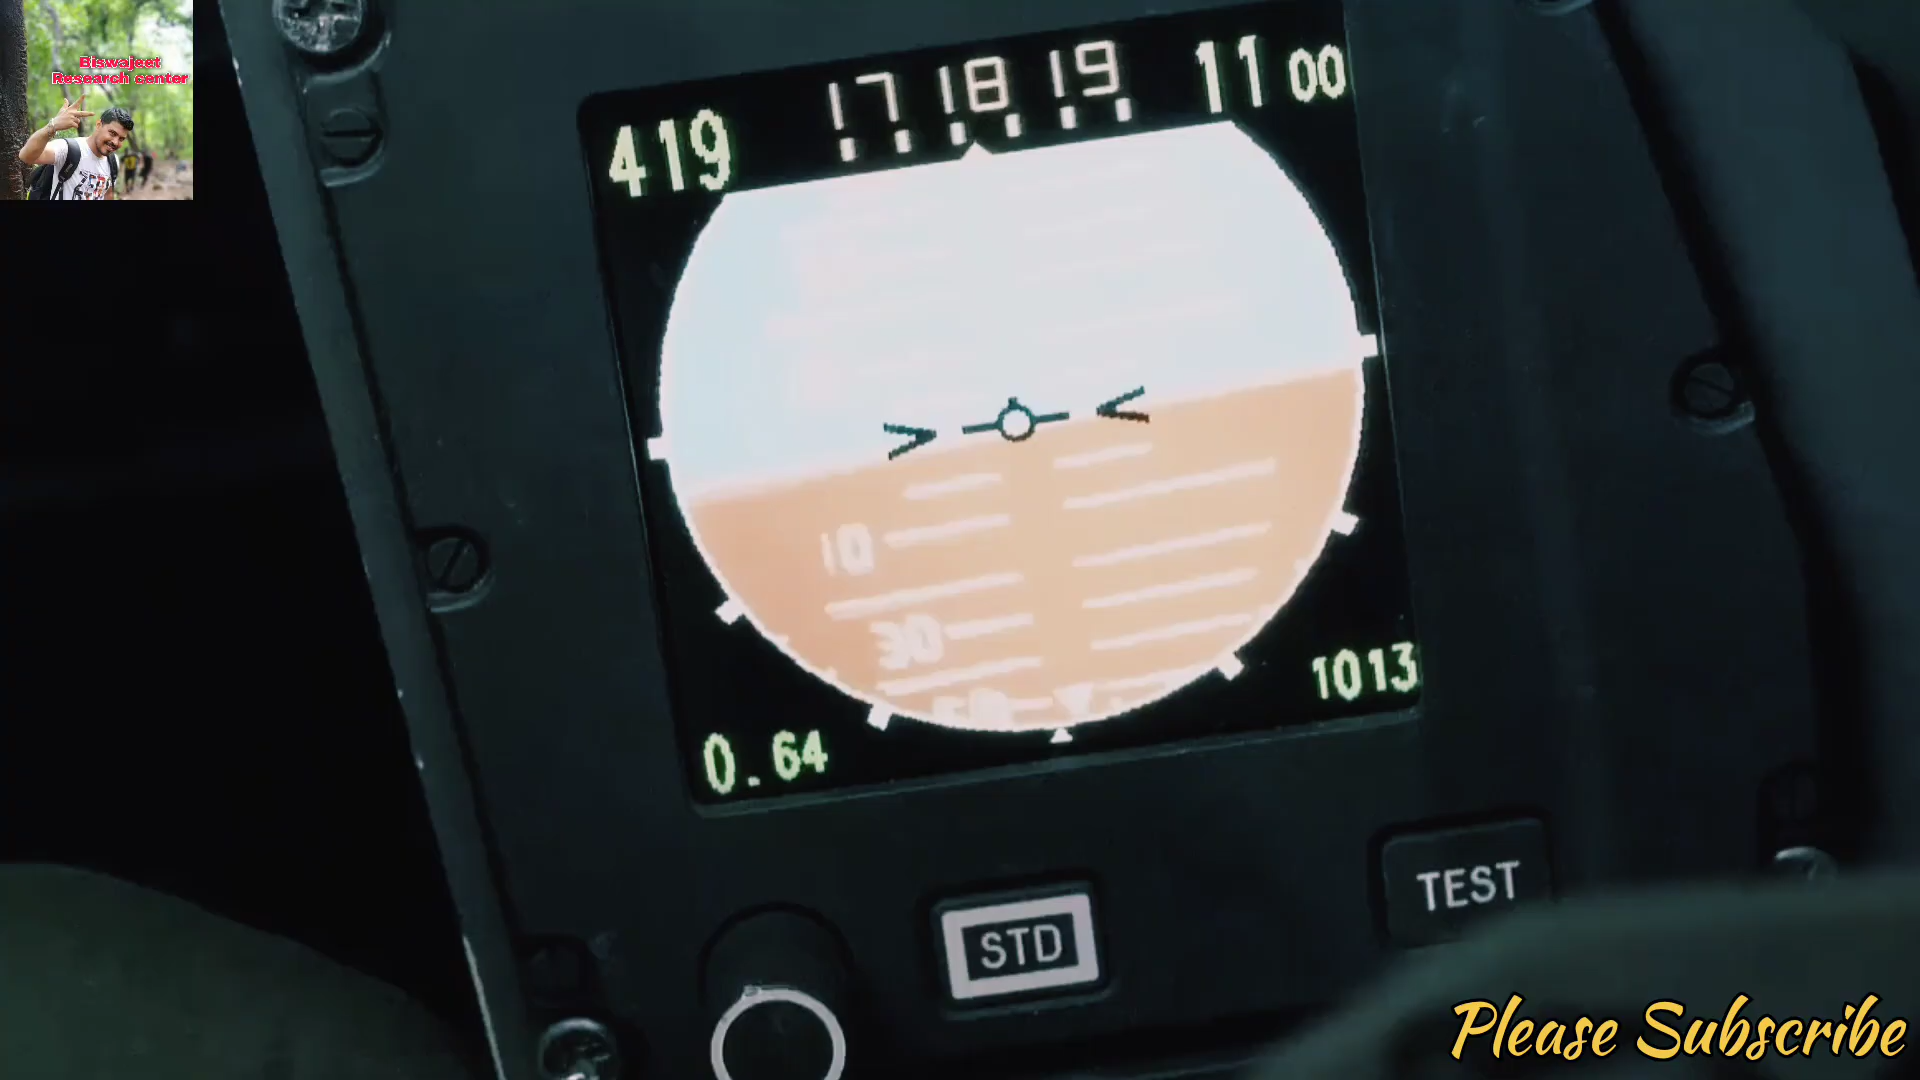 Biswajeet
Research center
419
17 18 19
11 00
10
30
0.64
1013
STD
TEST
Please Subscribe